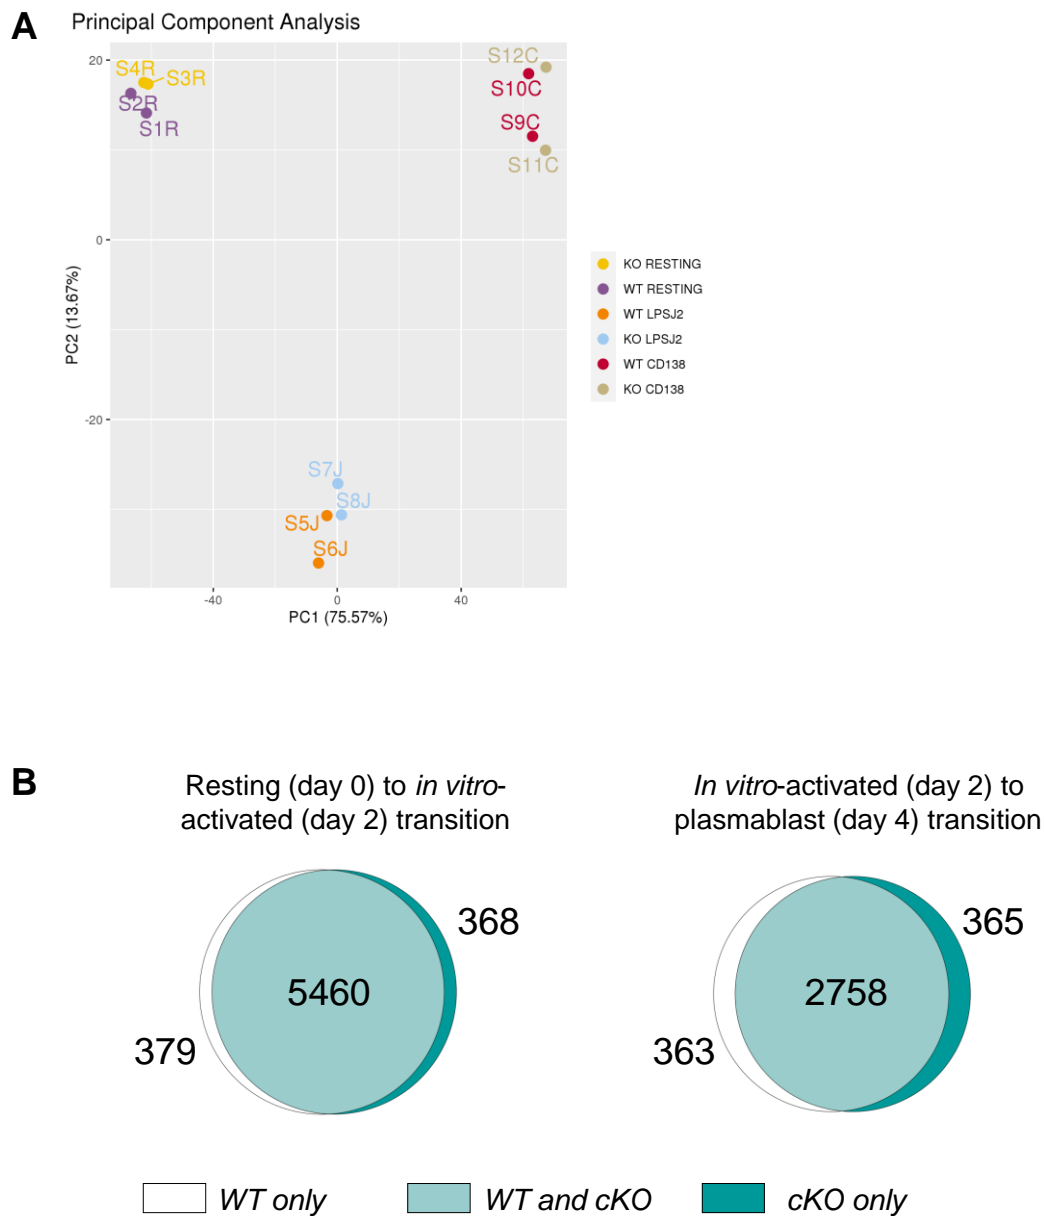 A
Principal Component Analysis
20
0
-20
PC2 (13.67%)
S4R
S3R
S2R
S1R
S12C
S10C
S9C
S11C
S7J
S8J
S5J
S6J
-40
0
40
PC1 (75.57%)
KO RESTING
WT RESTING
WT LPSJ2
KO LPSJ2
WT CD138
KO CD138
B
Resting (day 0) to in vitro-
activated (day 2) transition
368
5460
379
In vitro-activated (day 2) to
plasmablast (day 4) transition
365
2758
363
WT only
WT and cKO
cKO only